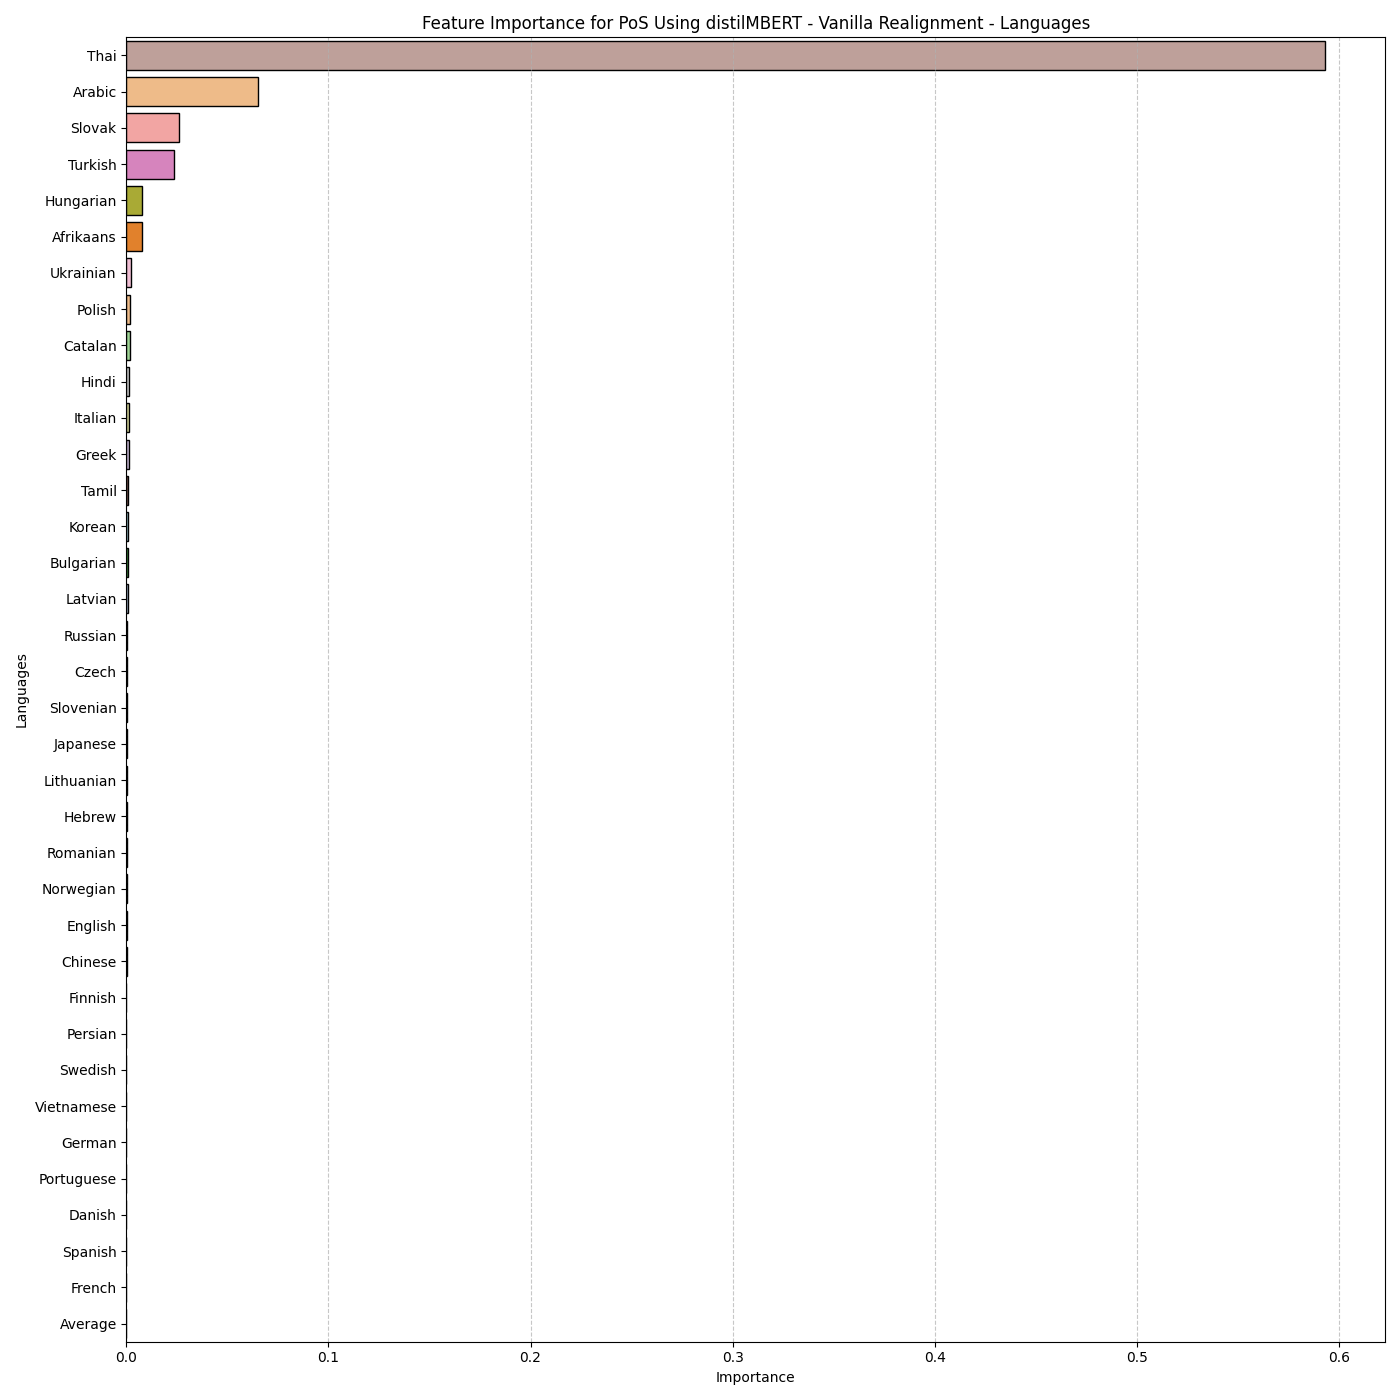 Feature Importance for PoS Using distilMBERT - Vanilla Realignment - Languages
Thai
Arabic
Slovak
Turkish
Hungarian
Afrikaans
Ukrainian
Polish
Catalan
Hindi
Italian
Greek
Tamil
Korean
Bulgarian
Latvian
Russian
Czech
Slovenian
Japanese
Lithuanian
Hebrew
Romanian
Norwegian
English
Chinese
Finnish
Persian
Swedish
Vietnamese
German
Portuguese
Danish
Spanish
French
Average
Languages
0.0 0.1 0.2 0.3 0.4 0.5 0.6
Importance